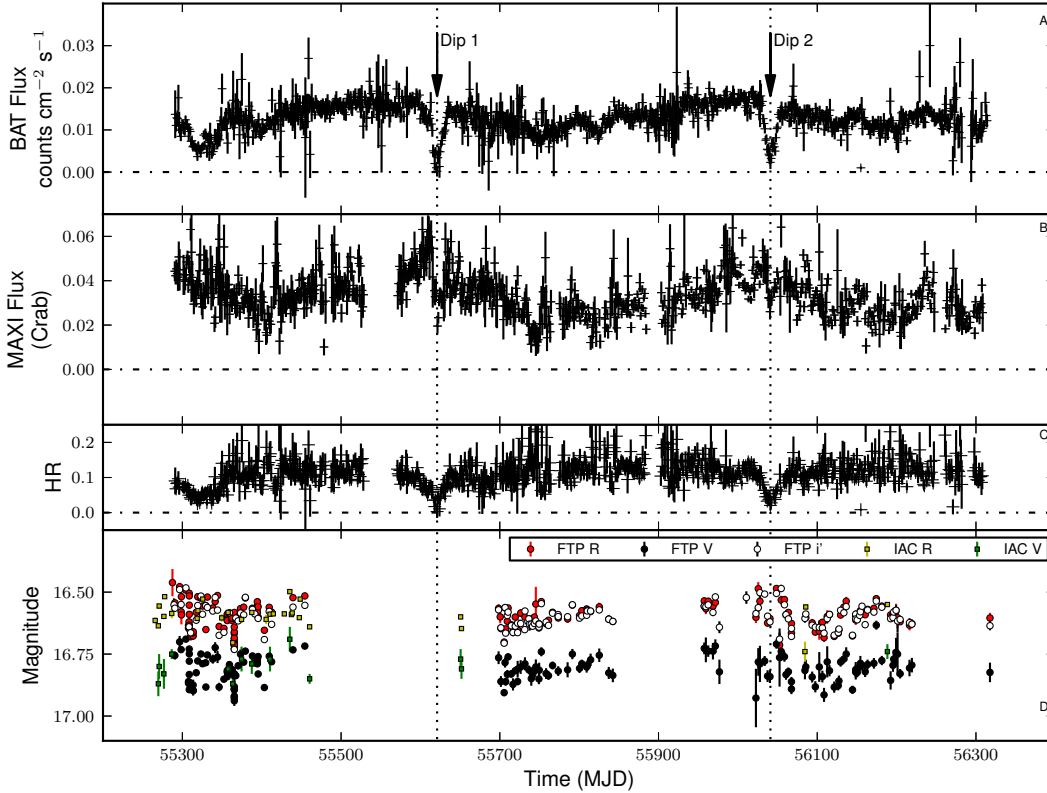 A
Dip 1
Dip 2
BAT Flux
counts cm−2 s−1
0.03
0.02
0.01
0.00
B
MAXI Flux
(Crab)
0.06
0.04
0.02
0.00
HR
0.2
0.1
0.0
FTP R
FTP V
FTP i'
IAC R
IAC V
Magnitude
16.50
16.75
17.00
D
55300
55500
55700
55900
56100
56300
Time (MJD)